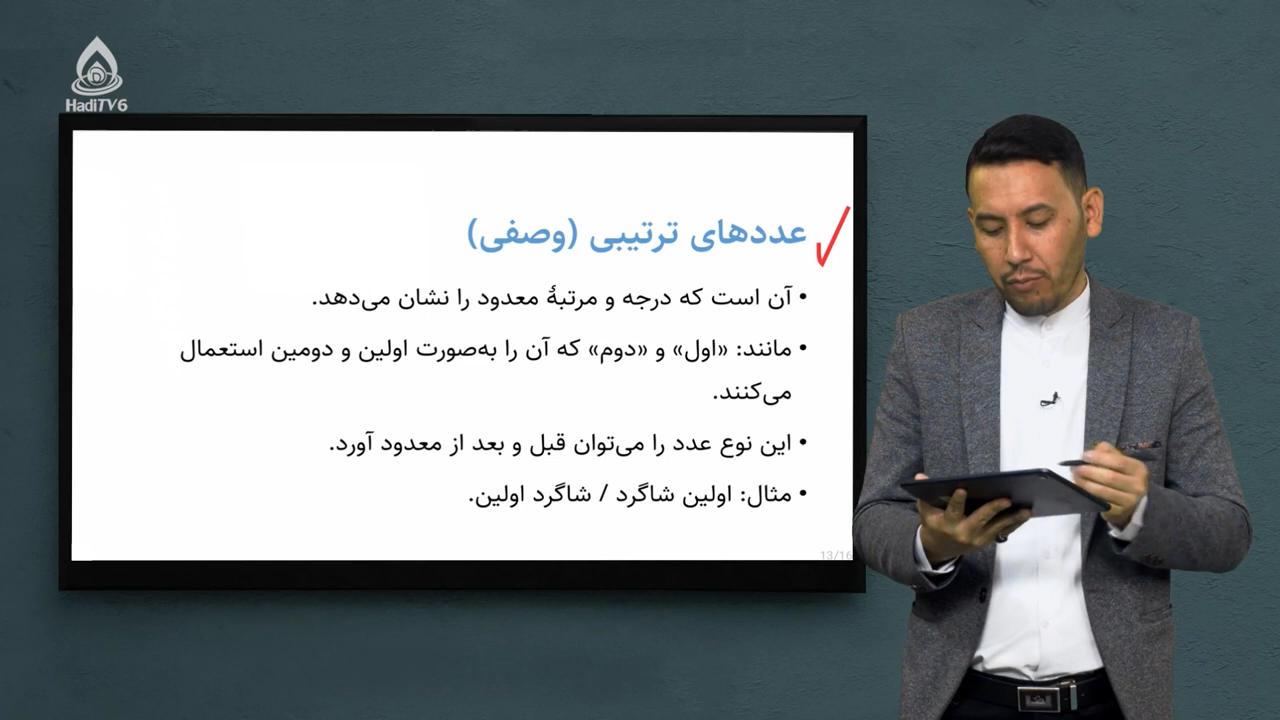 HadiTV6
عددهای ترتیبی (وصفی)
• آن است که درجه و مرتبهٔ معدود را نشان می‌دهد.
• مانند: «اول» و «دوم» که آن را به‌صورت اولین و دومین استعمال
می‌کنند.
• این نوع عدد را می‌توان قبل و بعد از معدود آورد.
• مثال: اولین شاگرد / شاگرد اولین.
13/16